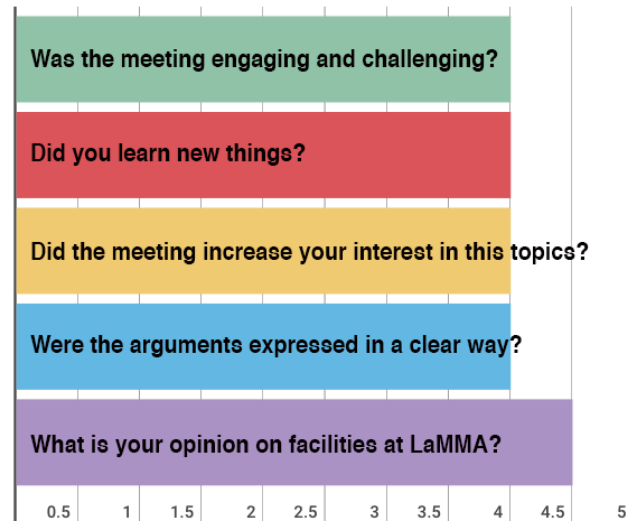 Was the meeting engaging and challenging?
Did you learn new things?
Did the meeting increase your interest in this topics?
Were the arguments expressed in a clear way?
What is your opinion on facilities at LaMMA?
0.5 1 1.5 2 2.5 3 3.5 4 4.5 5